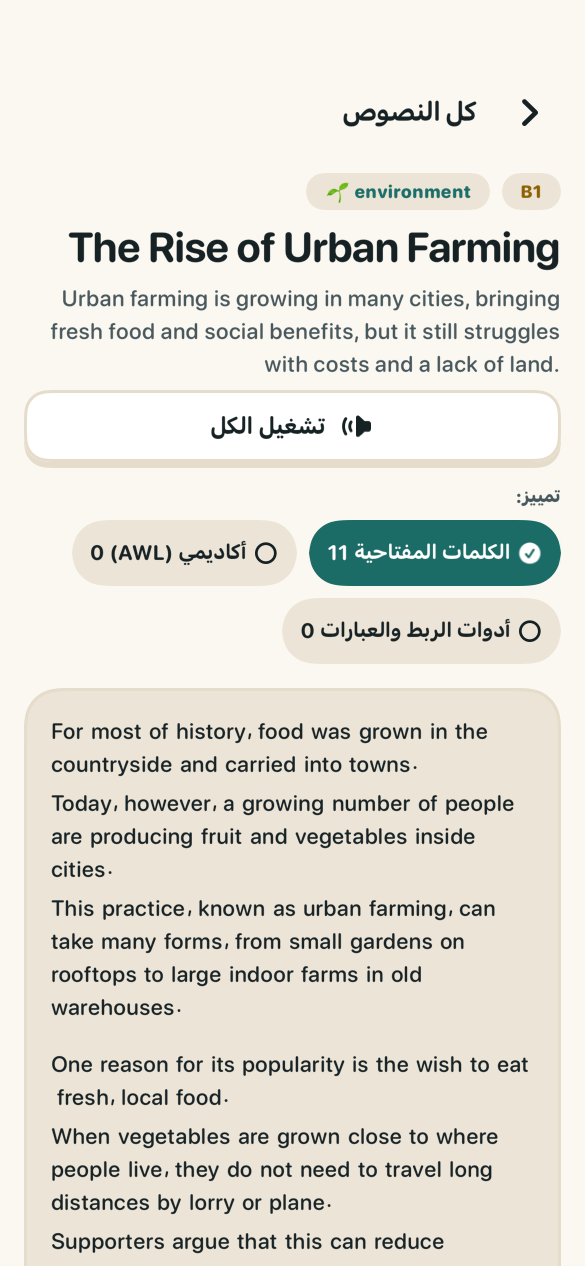 كل النصوص
B1
🌱 environment
The Rise of Urban Farming
Urban farming is growing in many cities, bringing
fresh food and social benefits, but it still struggles
with costs and a lack of land.
تشغيل الكل
تمييز:
الكلمات المفتاحية 11
أكاديمي (AWL) 0
أدوات الربط والعبارات 0
For most of history, food was grown in the
countryside and carried into towns.
Today, however, a growing number of people
are producing fruit and vegetables inside
cities.
This practice, known as urban farming, can
take many forms, from small gardens on
rooftops to large indoor farms in old
warehouses.
One reason for its popularity is the wish to eat
fresh, local food.
When vegetables are grown close to where
people live, they do not need to travel long
distances by lorry or plane.
Supporters argue that this can reduce